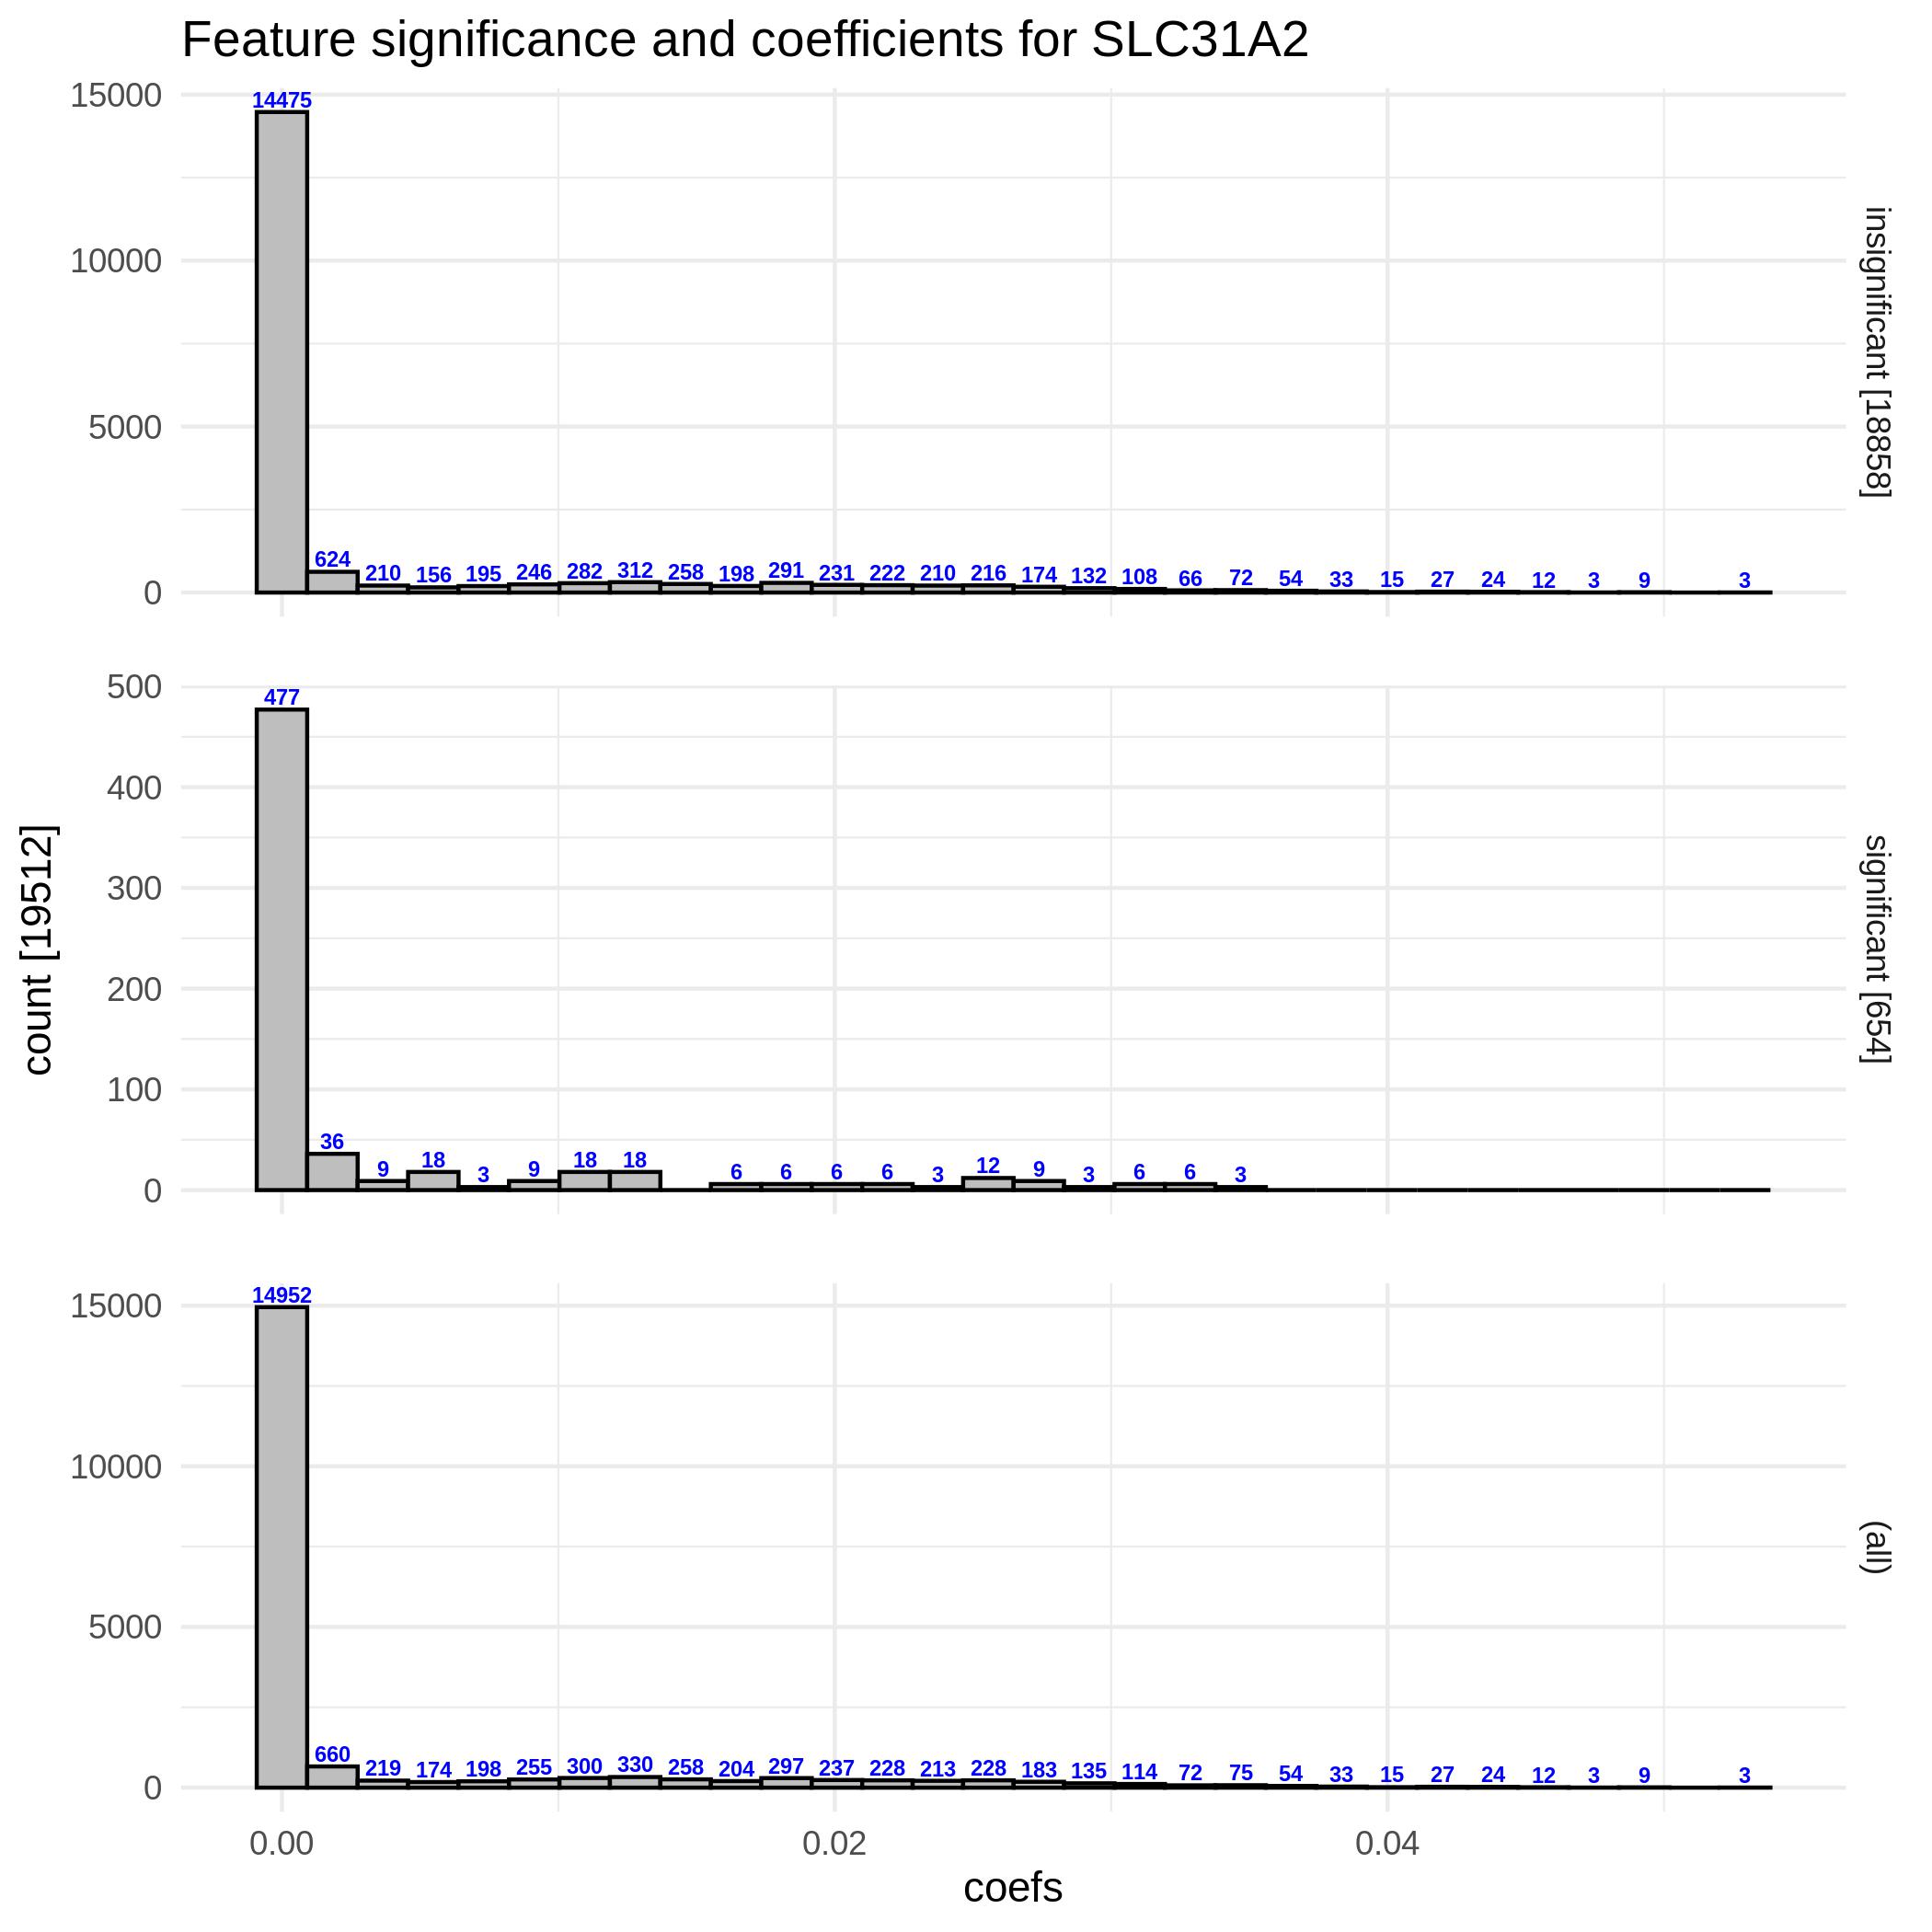 Feature significance and coefficients for SLC31A2
15000
10000
5000
0
14475
624 210 156 195 246 282 312 258 198 291 231 222 210 216 174 132 108 66 72 54 33 15 27 24 12 3 9 3
insignificant [18858]
count [19512]
500
400
300
200
100
0
477
36 9 18 3 9 18 18 6 6 6 6 3 12 9 3 6 6 3
significant [654]
15000
10000
5000
0
14952
660 219 174 198 255 300 330 258 204 297 237 228 213 228 183 135 114 72 75 54 33 15 27 24 12 3 9 3
(all)
0.00 0.02 0.04
coefs